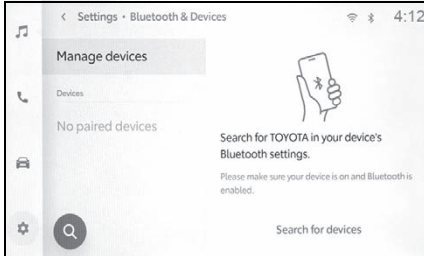 < Settings • Bluetooth & Devices
4:12
Manage devices
Devices
No paired devices
Search for TOYOTA in your device's
Bluetooth settings.
Please make sure your device is on and Bluetooth is
enabled.
Search for devices